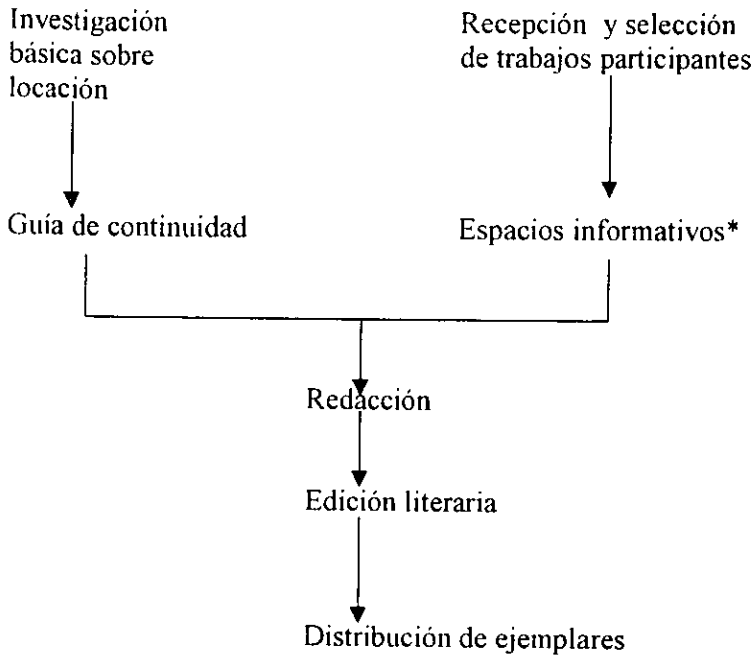 Investigación
básica sobre
locación
Recepción y selección
de trabajos participantes
Guía de continuidad
Espacios informativos*
Redacción
Edición literaria
Distribución de ejemplares